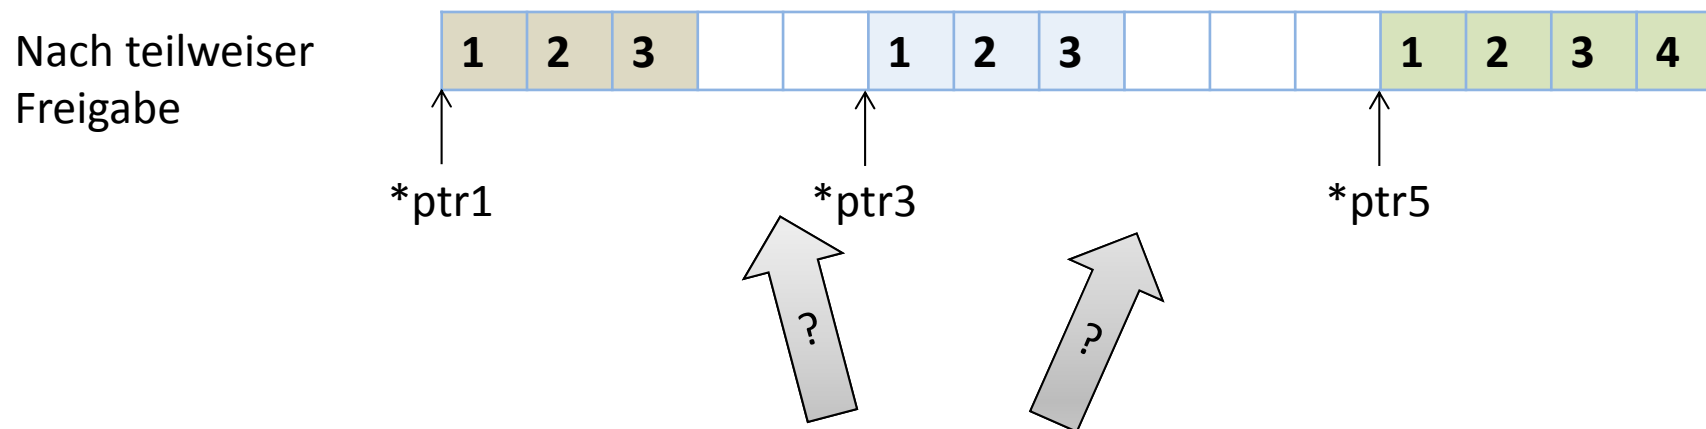 Nach teilweiser
Freigabe
1 2 3 1 2 3 1 2 3 4
*ptr1 *ptr3 *ptr5
? ?